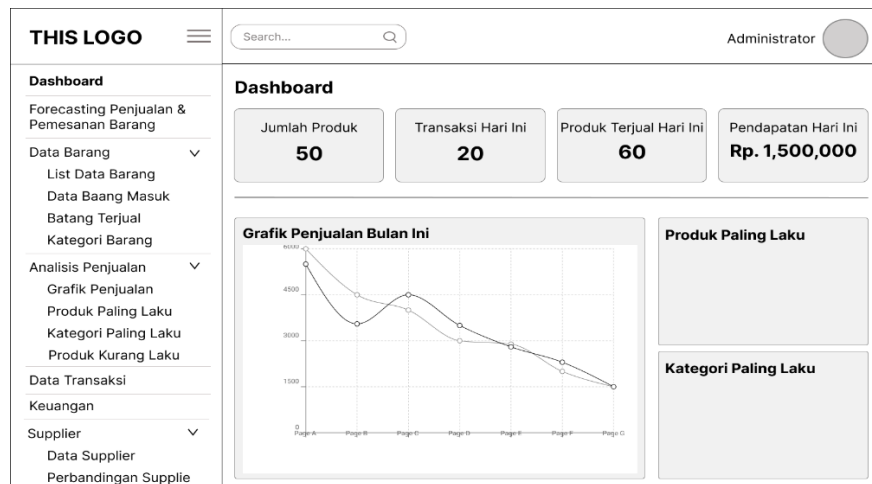 THIS LOGO
Search...
Administrator
Dashboard
Forecasting Penjualan &
Pemesanan Barang
Data Barang
List Data Barang
Data Baang Masuk
Batang Terjual
Kategori Barang
Analisis Penjualan
Grafik Penjualan
Produk Paling Laku
Kategori Paling Laku
Produk Kurang Laku
Data Transaksi
Keuangan
Supplier
Data Supplier
Perbandingan Supplie
Dashboard
Jumlah Produk
50
Transaksi Hari Ini
20
Produk Terjual Hari Ini
60
Pendapatan Hari Ini
Rp. 1,500,000
Grafik Penjualan Bulan Ini
6000
4500
3000
1500
0
Page A Page B Page C Page D Page E Page F Page G
Produk Paling Laku
Kategori Paling Laku